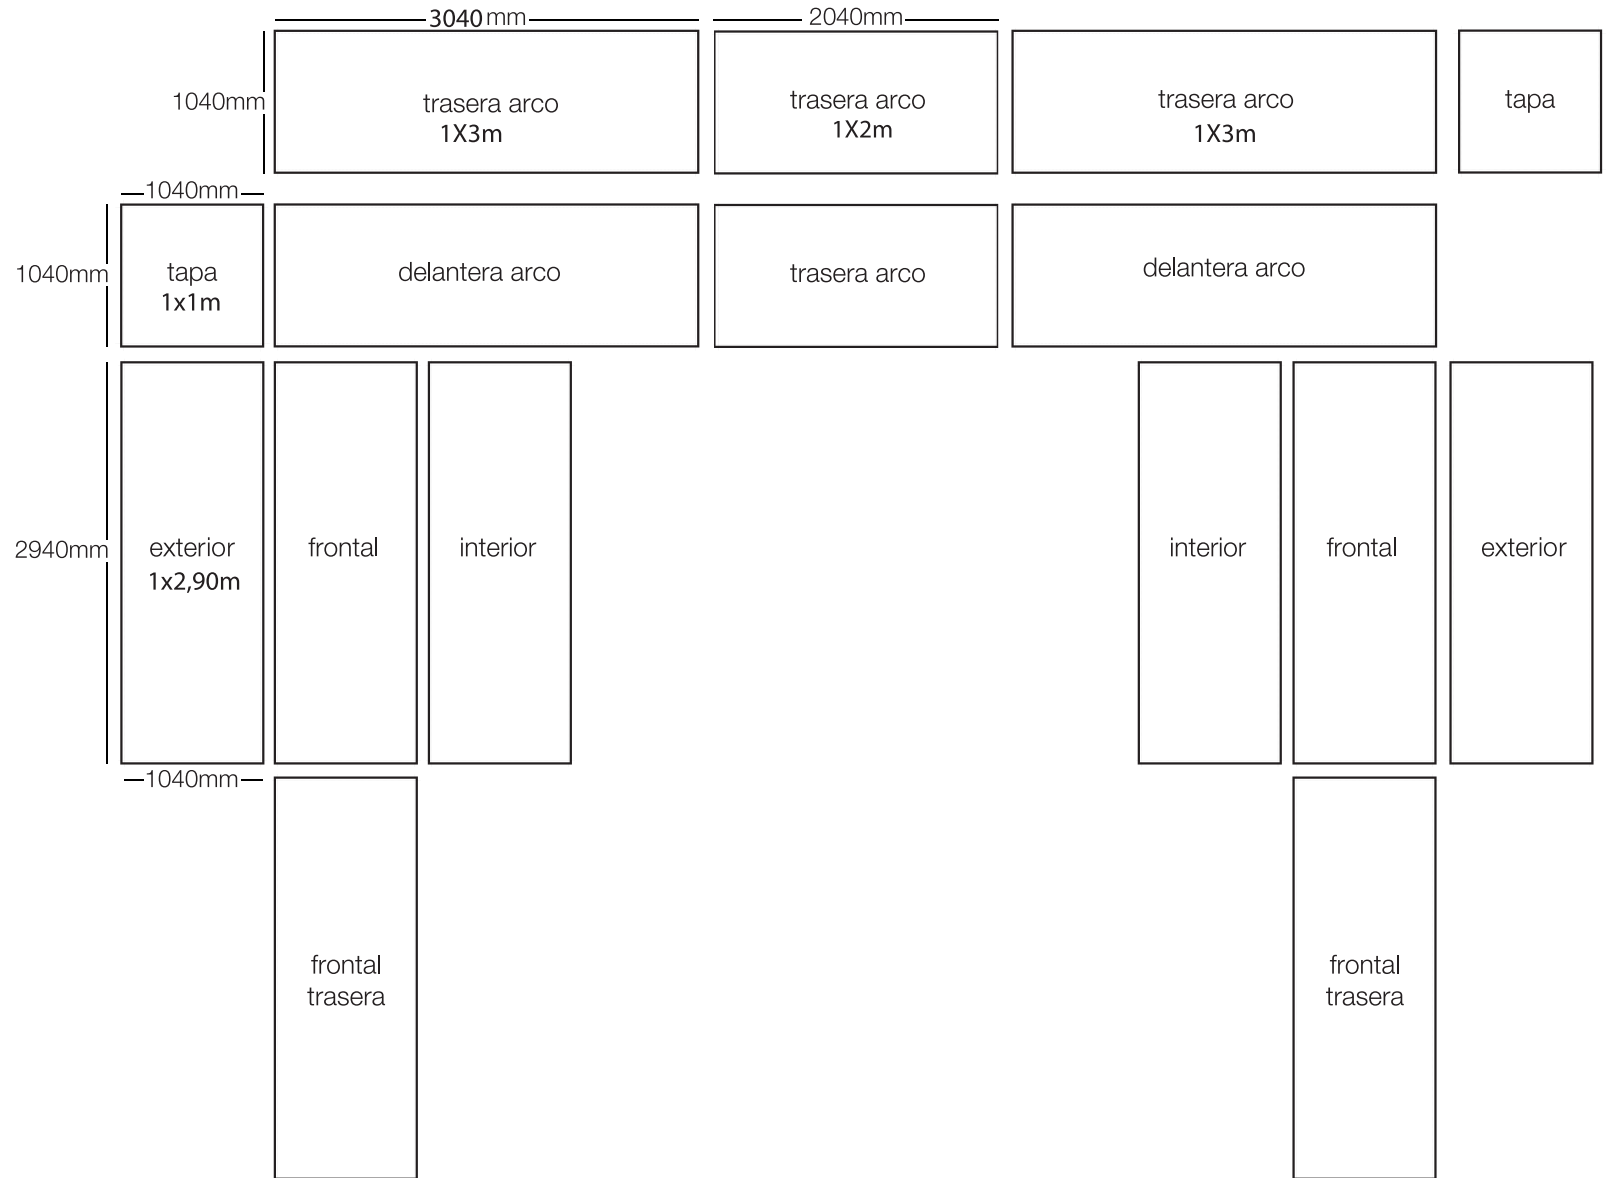 3040 mm
2040mm
1040mm
trasera arco
1X3m
trasera arco
1X2m
trasera arco
1X3m
tapa
1040mm
1040mm
tapa
1x1m
delantera arco
trasera arco
delantera arco
2940mm
exterior
1x2,90m
frontal
interior
interior
frontal
exterior
1040mm
frontal
trasera
frontal
trasera